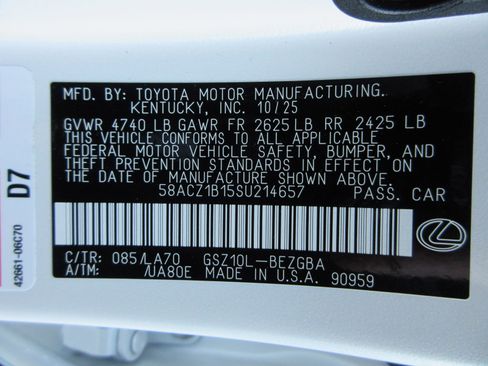 MFD. BY: TOYOTA MOTOR MANUFACTURING,
KENTUCKY, INC. 10/25
GVWR 4740 LB GAWR FR 2625 LB RR 2425 LB
THIS VEHICLE CONFORMS TO ALL APPLICABLE
FEDERAL MOTOR VEHICLE SAFETY, BUMPER, AND
THEFT PREVENTION STANDARDS IN EFFECT ON
THE DATE OF MANUFACTURE SHOWN ABOVE.
58ACZ1B15SU214657 PASS. CAR
C/TR: 085/LA70 GSZ10L-BEZGBA
A/TM: /UA80E MADE IN U.S.A. 90959
D7
42661-06C70